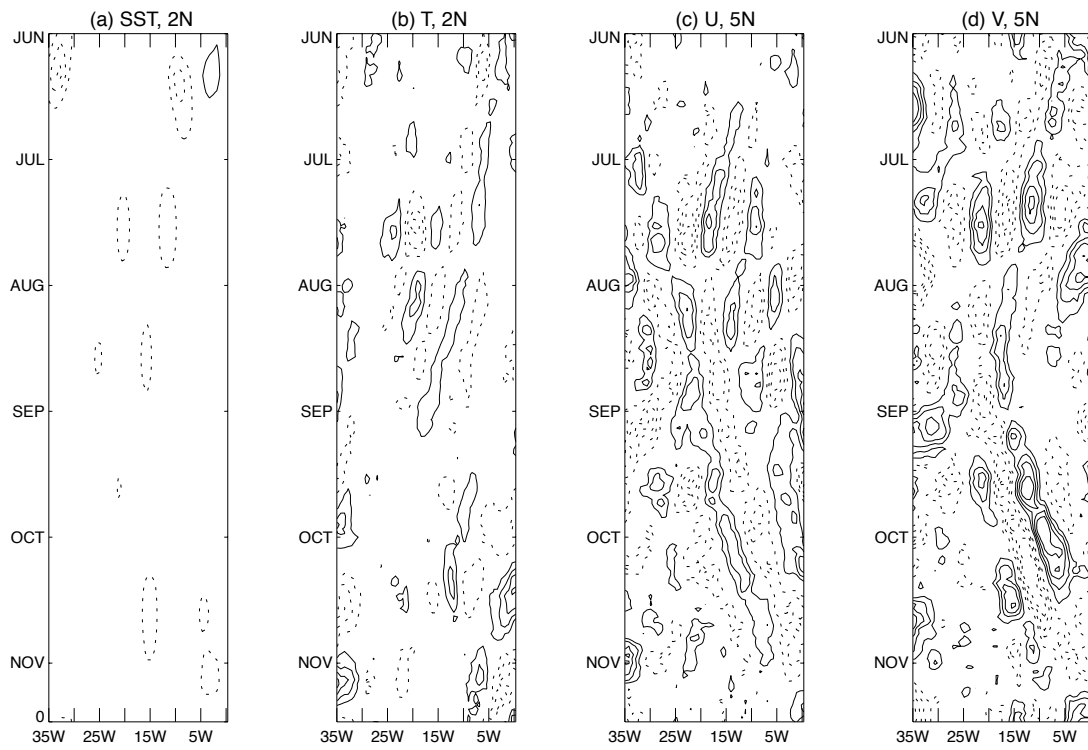 (a) SST, 2N
(b) T, 2N
(c) U, 5N
(d) V, 5N
JUN
JUL
AUG
SEP
OCT
NOV
0
35W 25W 15W 5W
JUN
JUL
AUG
SEP
OCT
NOV
35W 25W 15W 5W
JUN
JUL
AUG
SEP
OCT
NOV
35W 25W 15W 5W
JUN
JUL
AUG
SEP
OCT
NOV
35W 25W 15W 5W